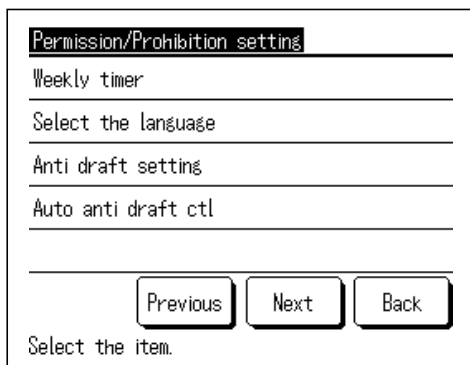 Permission/Prohibition setting
Weekly timer
Select the language
Anti draft setting
Auto anti draft ctl
Previous Next Back
Select the item.